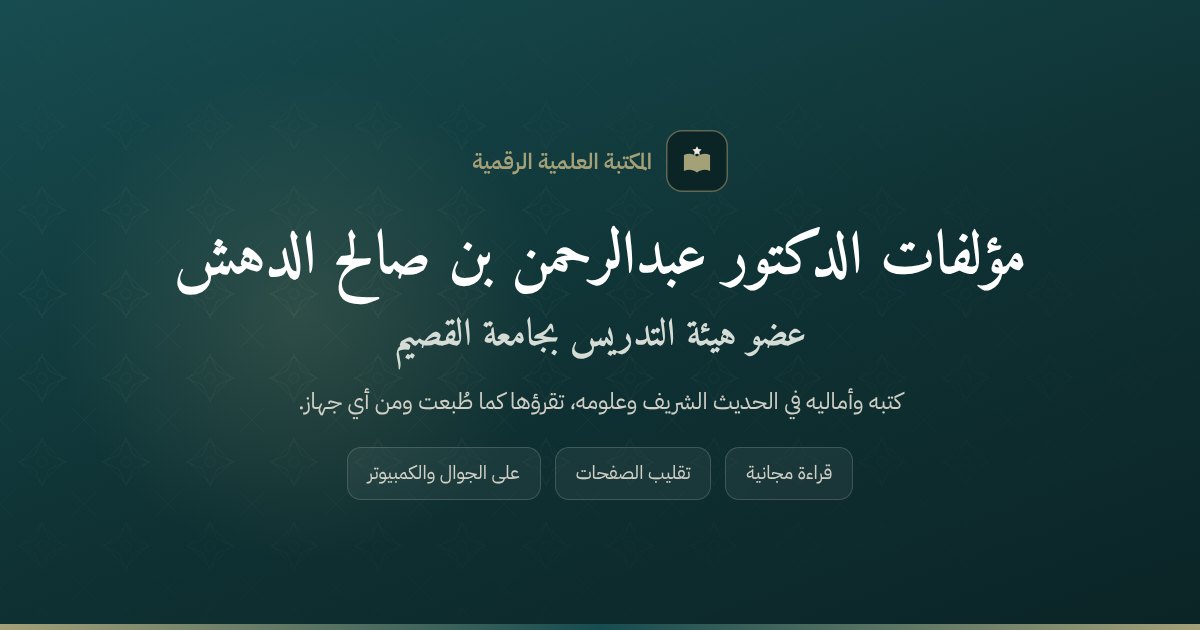 المكتبة العلمية الرقمية
مؤلفات الدكتور عبدالرحمن بن صالح الدهش
عضو هيئة التدريس بجامعة القصيم
كتبه وأماليه في الحديث الشريف وعلومه، تقرؤها كما طُبعت ومن أي جهاز.
قراءة مجانية
تقليب الصفحات
على الجوال والكمبيوتر